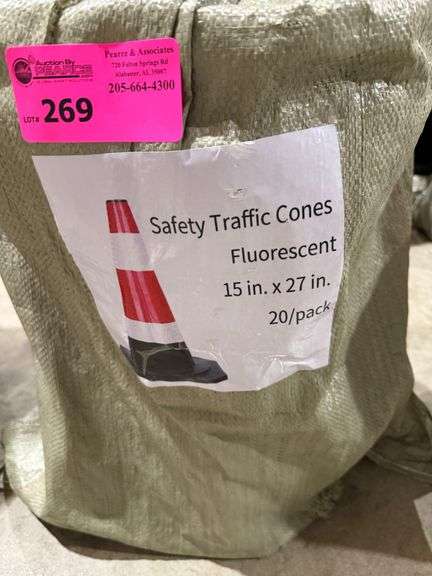 Auction By
PEARCE
LOT# 269
Pearce & Associates
720 Fulton Springs Rd
Alabaster, AL 35007
205-664-4300
Safety Traffic Cones
Fluorescent
15 in. x 27 in.
20/pack